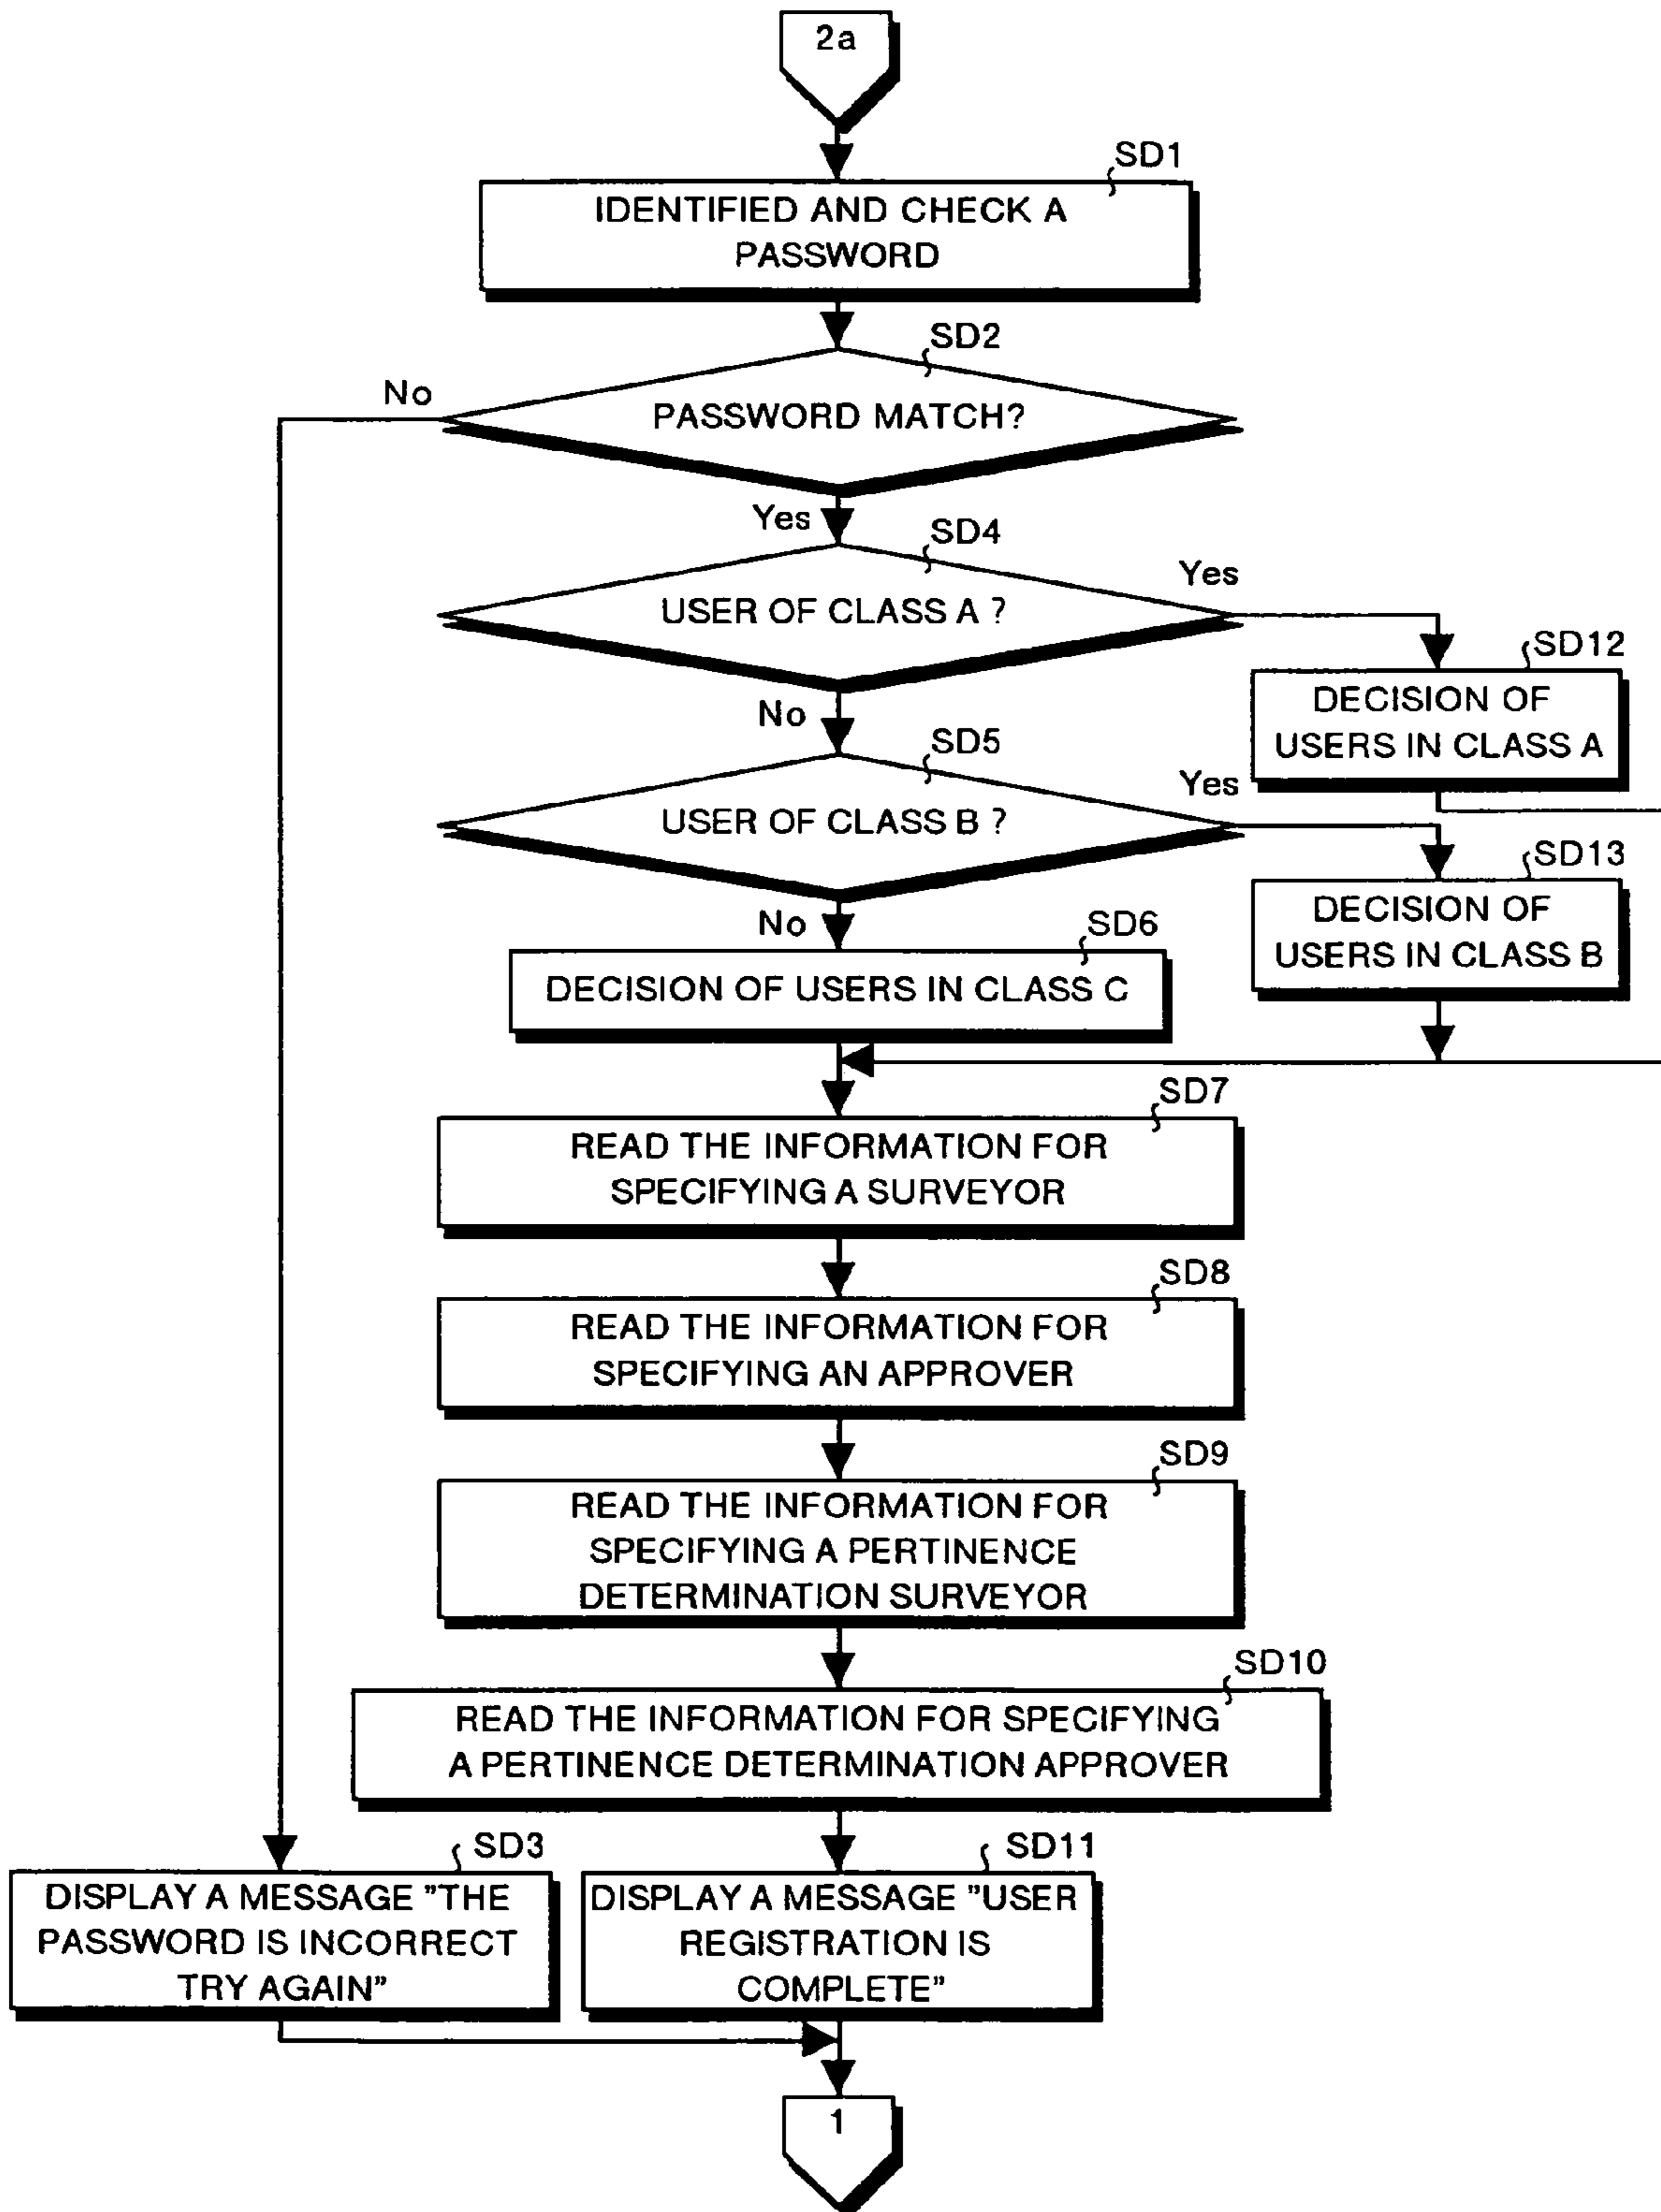 2a
SD1
IDENTIFIED AND CHECK A
PASSWORD
SD2
No
PASSWORD MATCH?
Yes
SD4
Yes
USER OF CLASS A ?
SD12
DECISION OF
USERS IN CLASS A
No
SD5
Yes
USER OF CLASS B ?
SD13
DECISION OF
USERS IN CLASS B
No
SD6
DECISION OF USERS IN CLASS C
SD7
READ THE INFORMATION FOR
SPECIFYING A SURVEYOR
SD8
READ THE INFORMATION FOR
SPECIFYING AN APPROVER
SD9
READ THE INFORMATION FOR
SPECIFYING A PERTINENCE
DETERMINATION SURVEYOR
SD10
READ THE INFORMATION FOR SPECIFYING
A PERTINENCE DETERMINATION APPROVER
SD3
DISPLAY A MESSAGE ”THE
PASSWORD IS INCORRECT
TRY AGAIN”
SD11
DISPLAY A MESSAGE ”USER
REGISTRATION IS
COMPLETE”
1